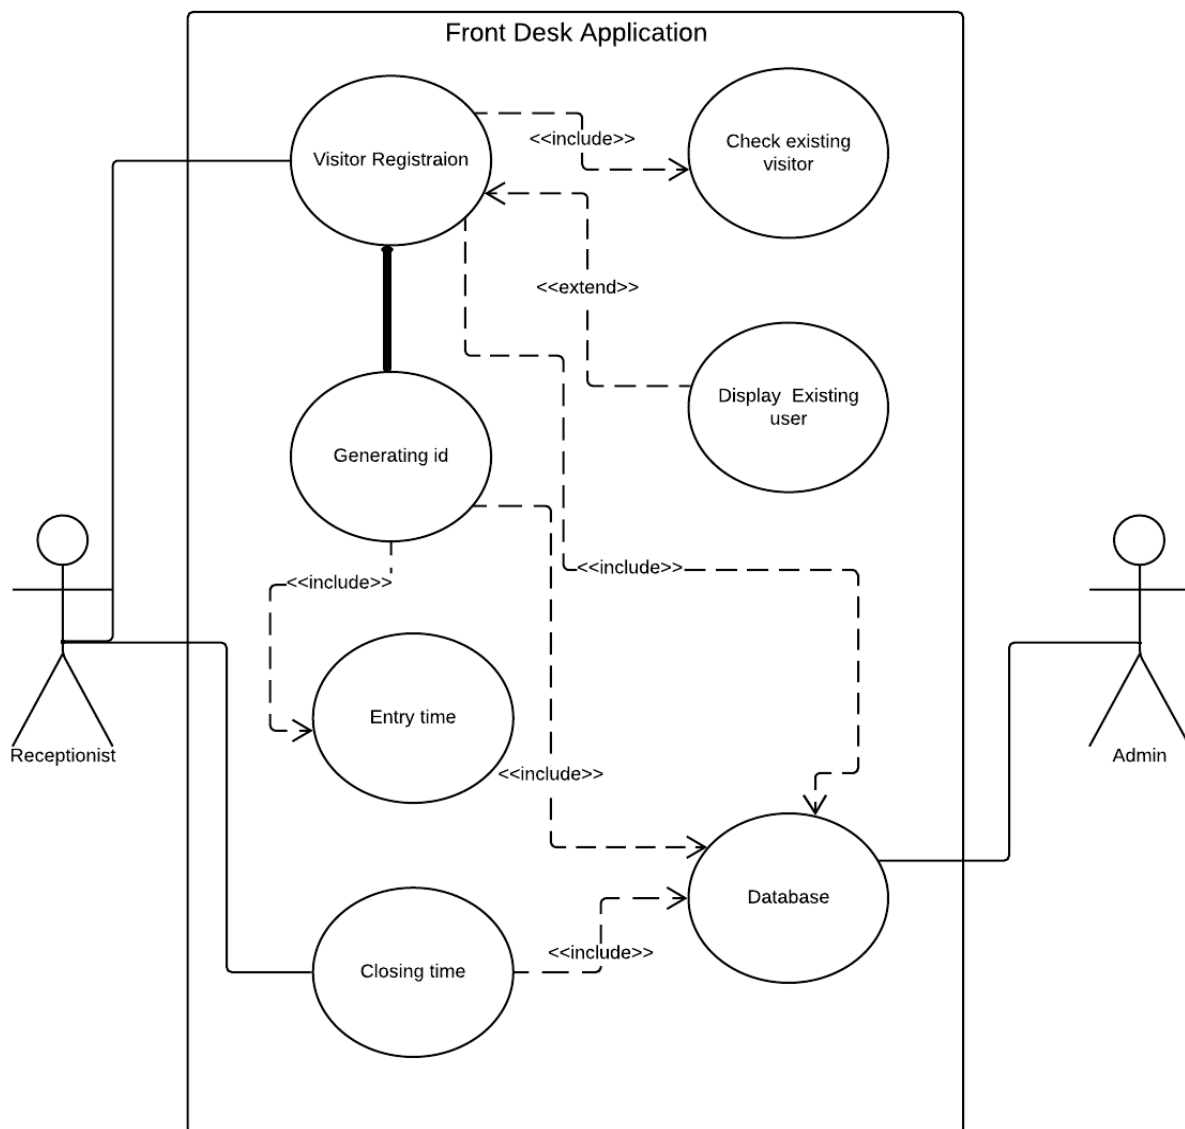 Front Desk Application
Visitor Registraion
<<include>>
Check existing
visitor
<<extend>>
Display  Existing
user
Generating id
<<include>>
<<include>>
Entry time
Receptionist
Admin
<<include>>
Database
<<include>>
Closing time